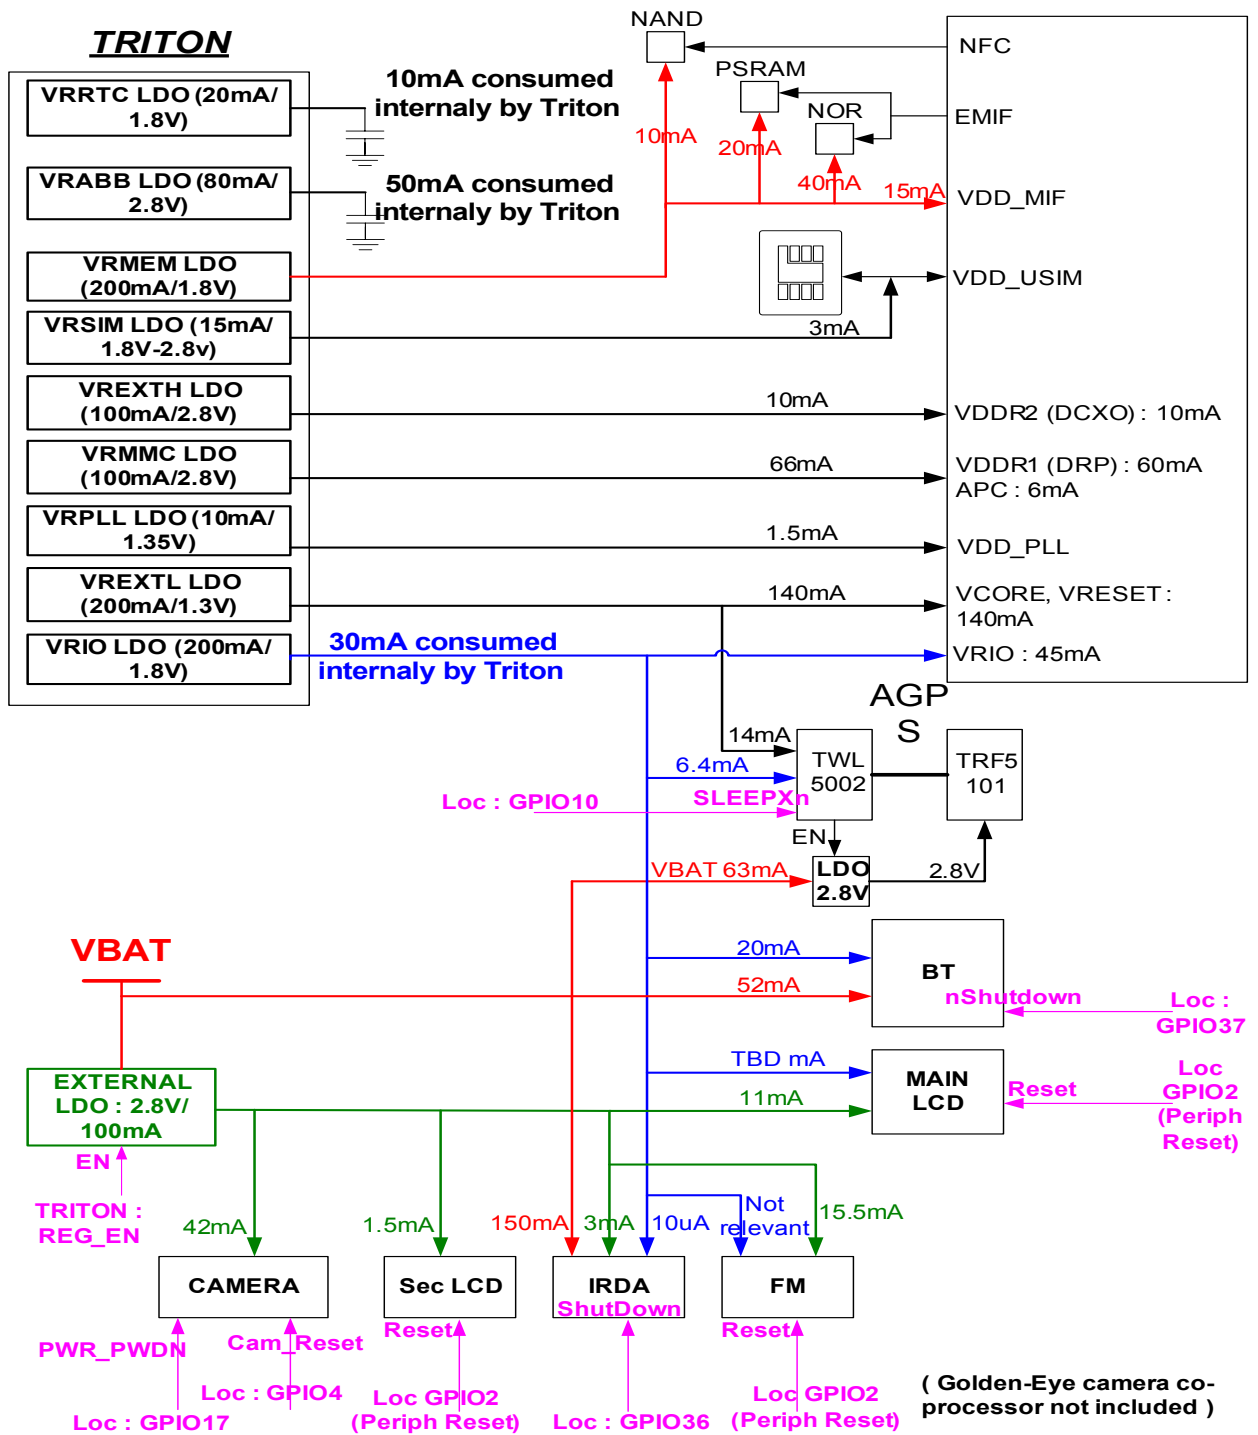 TRITON
VRRTC LDO (20mA/
1.8V)
10mA consumed
internaly by Triton
VRABB LDO (80mA/
2.8V)
50mA consumed
internaly by Triton
VRMEM LDO
(200mA/1.8V)
VRSIM LDO (15mA/
1.8V-2.8v)
VREXTH LDO
(100mA/2.8V)
VRMMC LDO
(100mA/2.8V)
VRPLL LDO (10mA/
1.35V)
VREXTL LDO
(200mA/1.3V)
VRIO LDO (200mA/
1.8V)
30mA consumed
internaly by Triton
NAND
PSRAM
NOR
10mA
20mA
40mA
15mA
3mA
10mA
66mA
1.5mA
140mA
NFC
EMIF
VDD_MIF
VDD_USIM
VDDR2 (DCXO) : 10mA
VDDR1 (DRP) : 60mA
APC : 6mA
VDD_PLL
VCORE, VRESET :
140mA
VRIO : 45mA
AGP
S
14mA
6.4mA
Loc : GPIO10
SLEEPXn
TWL
5002
TRF5
101
EN
VBAT 63mA
LDO
2.8V
2.8V
VBAT
20mA
52mA
BT
nShutdown
Loc :
GPIO37
EXTERNAL
LDO : 2.8V/
100mA
TBD mA
11mA
MAIN
LCD
Reset
Loc
GPIO2
(Periph
Reset)
EN
TRITON :
REG_EN
42mA
1.5mA
150mA
3mA
10uA
Not
relevant
15.5mA
CAMERA
Sec LCD
IRDA
ShutDown
FM
PWR_PWDN
Cam_Reset
Reset
Reset
Loc : GPIO4
Loc : GPIO17
Loc GPIO2
(Periph Reset)
Loc : GPIO36
Loc GPIO2
(Periph Reset)
( Golden-Eye camera co-
processor not included )